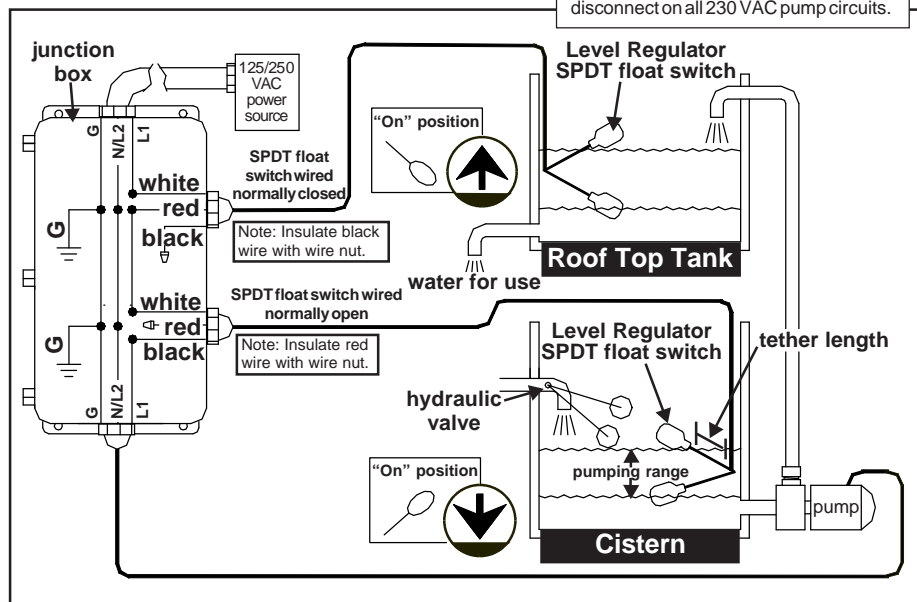 disconnect on all 230 VAC pump circuits.
junction
box
125/250
VAC
power
source
G
N/L2
L1
"On" position
Level Regulator
SPDT float switch
SPDT float
switch wired
normally closed
white
red
black
G
Note: Insulate black
wire with wire nut.
Roof Top Tank
water for use
white
red
black
G
SPDT float switch wired
normally open
Note: Insulate red
wire with wire nut.
Level Regulator
SPDT float switch
tether length
hydraulic
valve
G
N/L2
L1
pumping range
"On" position
pump
Cistern